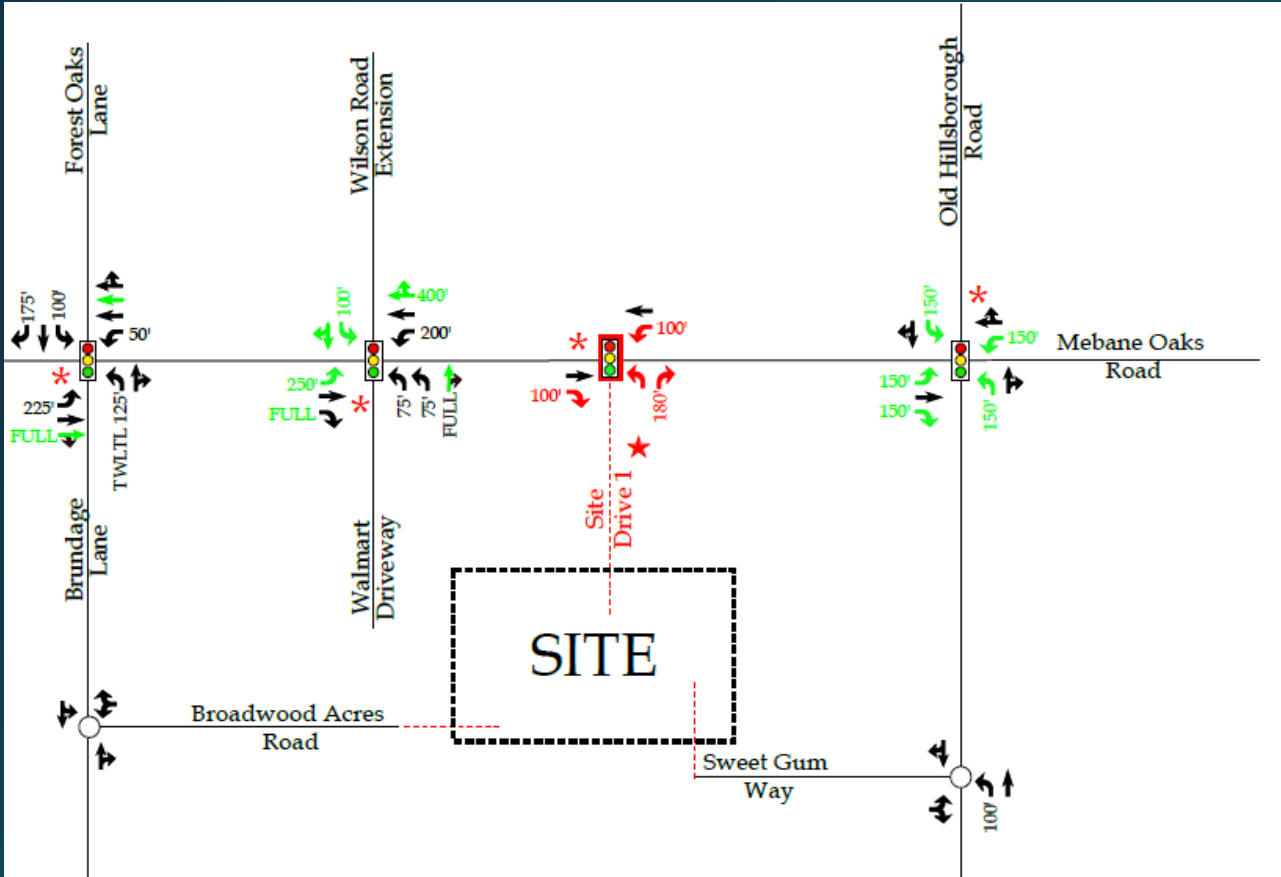 Forest Oaks
Lane
Wilson Road
Extension
Old Hillsborough
Road
175'
100'
50'
100'
400'
200'
100'
150'
150'
Mebane Oaks
Road
225'
FULL
TWLTL 125'
250'
FULL
75'
75'
FULL
100'
180'
150'
150'
150'
Site
Drive 1
Brundage
Lane
Walmart
Driveway
SITE
Broadwood Acres
Road
Sweet Gum
Way
100'